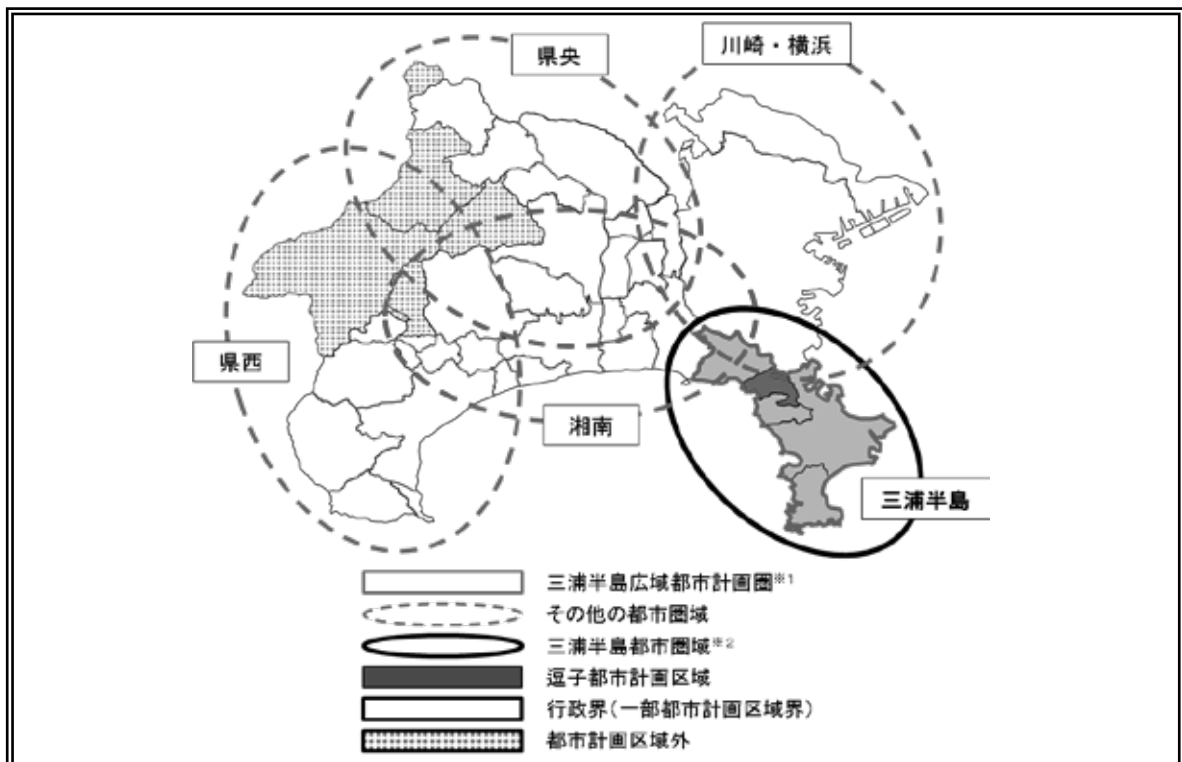 県央
川崎・横浜
県西
湘南
三浦半島
三浦半島広域都市計画圏※1
その他の都市圏域
三浦半島都市圏域※2
逗子都市計画区域
行政界(一部都市計画区域界)
都市計画区域外